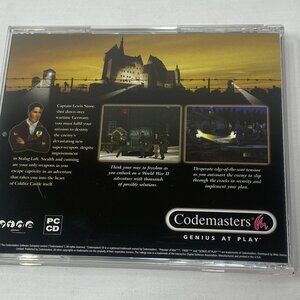 Captain Lewis Stone,
shot down over
wartime Germany,
you must fulfil your
mission to destroy
the enemy's
devastating new
superweapon, despite
imprisonment
in Stalag Luft. Stealth and cunning
are your only weapons as you
escape captivity in an adventure
that takes you into the heart
of Colditz Castle itself.
Think your way to freedom as
you embark on a World War II
adventure with thousands
of possible solutions.
Desperate edge-of-the-seat tension
as you outsmart the enemy to slip
through the cracks in security and
implement your plan.
PC
CD
Codemasters
GENIUS AT PLAY